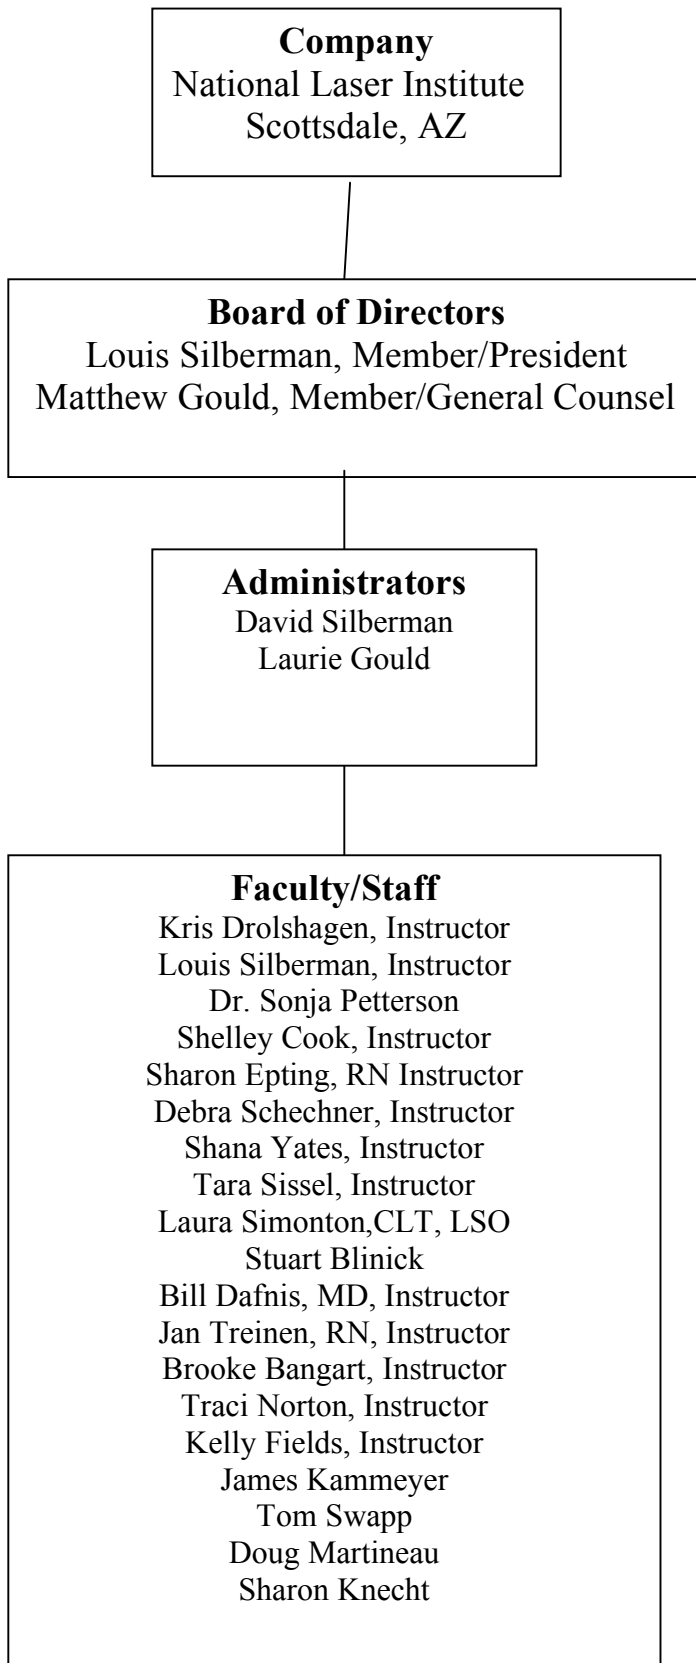 Company
National Laser Institute
Scottsdale, AZ
Board of Directors
Louis Silberman, Member/President
Matthew Gould, Member/General Counsel
Administrators
David Silberman
Laurie Gould
Faculty/Staff
Kris Drolshagen, Instructor
Louis Silberman, Instructor
Dr. Sonja Petterson
Shelley Cook, Instructor
Sharon Epting, RN Instructor
Debra Schechner, Instructor
Shana Yates, Instructor
Tara Sissel, Instructor
Laura Simonton,CLT, LSO
Stuart Blinick
Bill Dafnis, MD, Instructor
Jan Treinen, RN, Instructor
Brooke Bangart, Instructor
Traci Norton, Instructor
Kelly Fields, Instructor
James Kammeyer
Tom Swapp
Doug Martineau
Sharon Knecht